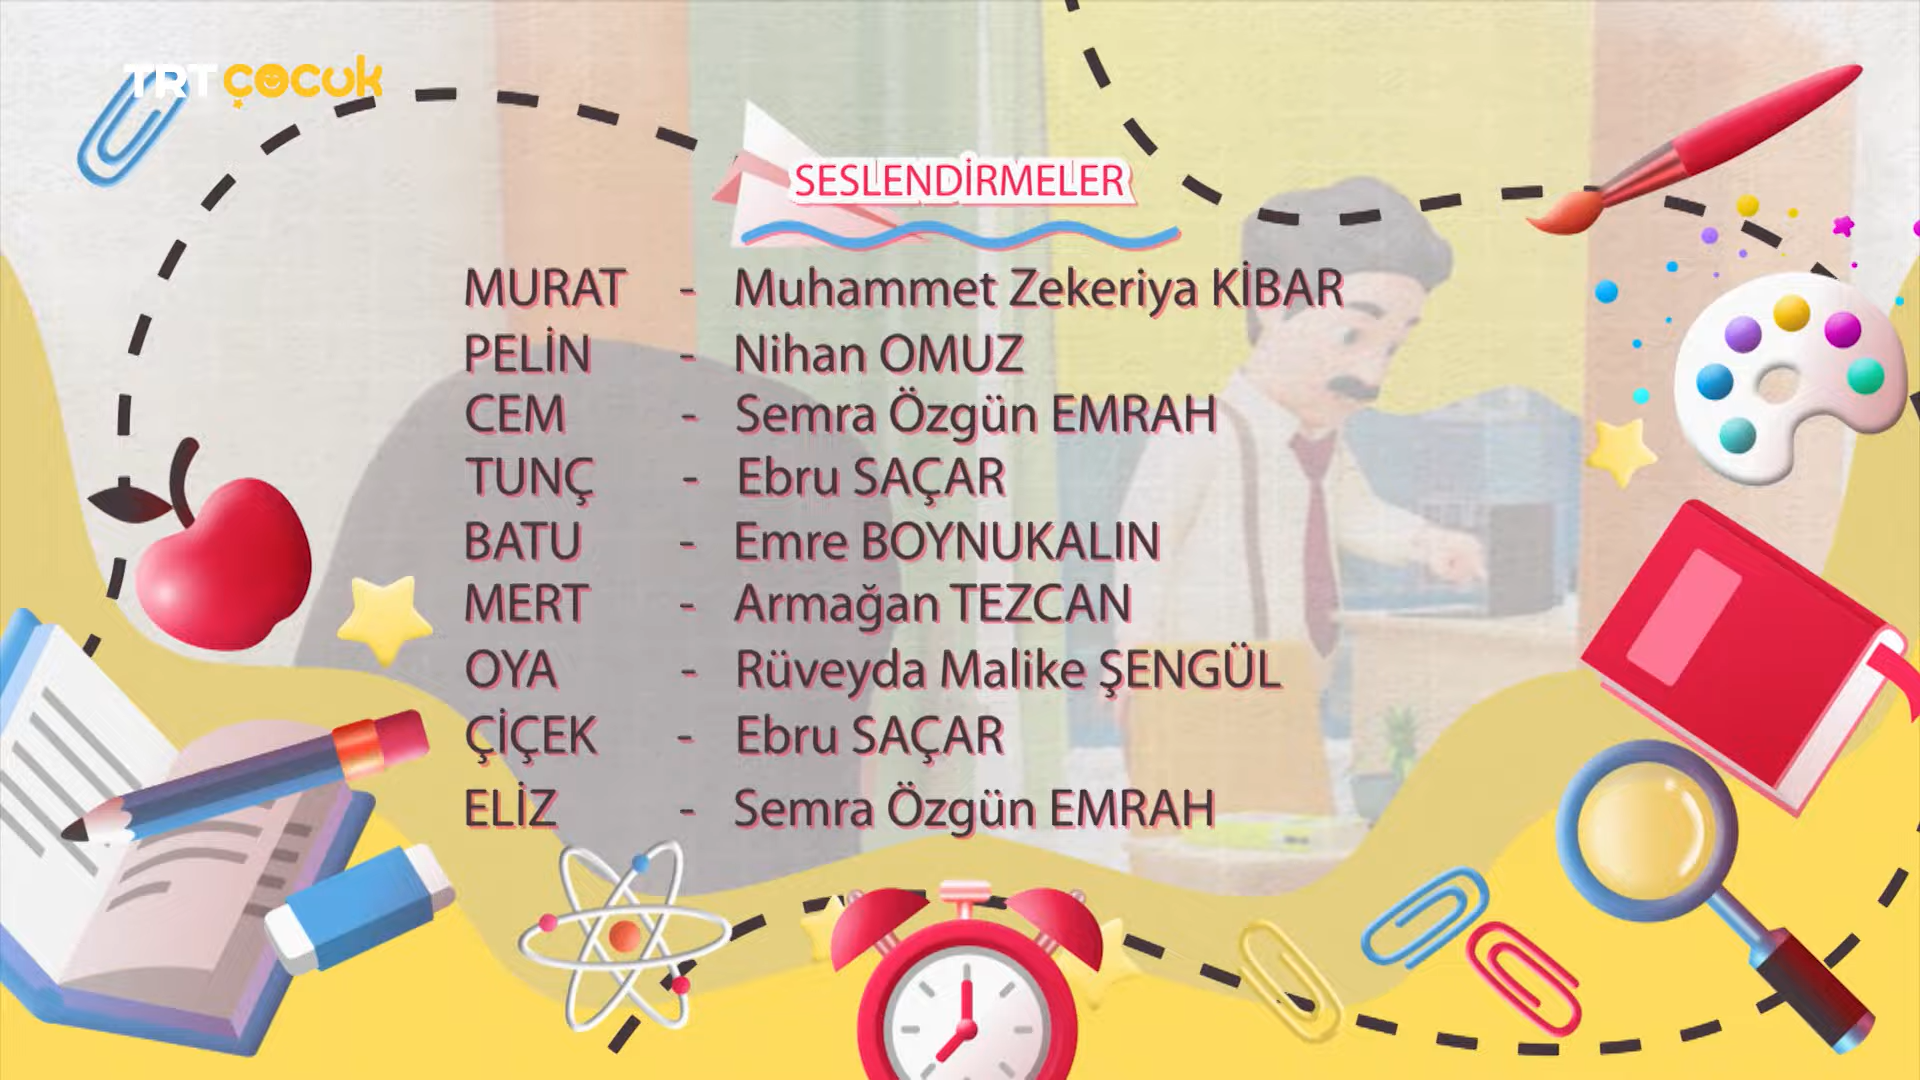 TRT çocuk
SESLENDİRMELER
MURAT - Muhammet Zekeriya KİBAR
PELİN - Nihan OMUZ
CEM - Semra Özgün EMRAH
TUNÇ - Ebru SAÇAR
BATU - Emre BOYNUKALIN
MERT - Armağan TEZCAN
OYA - Rüveyda Malike ŞENGÜL
ÇİÇEK - Ebru SAÇAR
ELİZ - Semra Özgün EMRAH